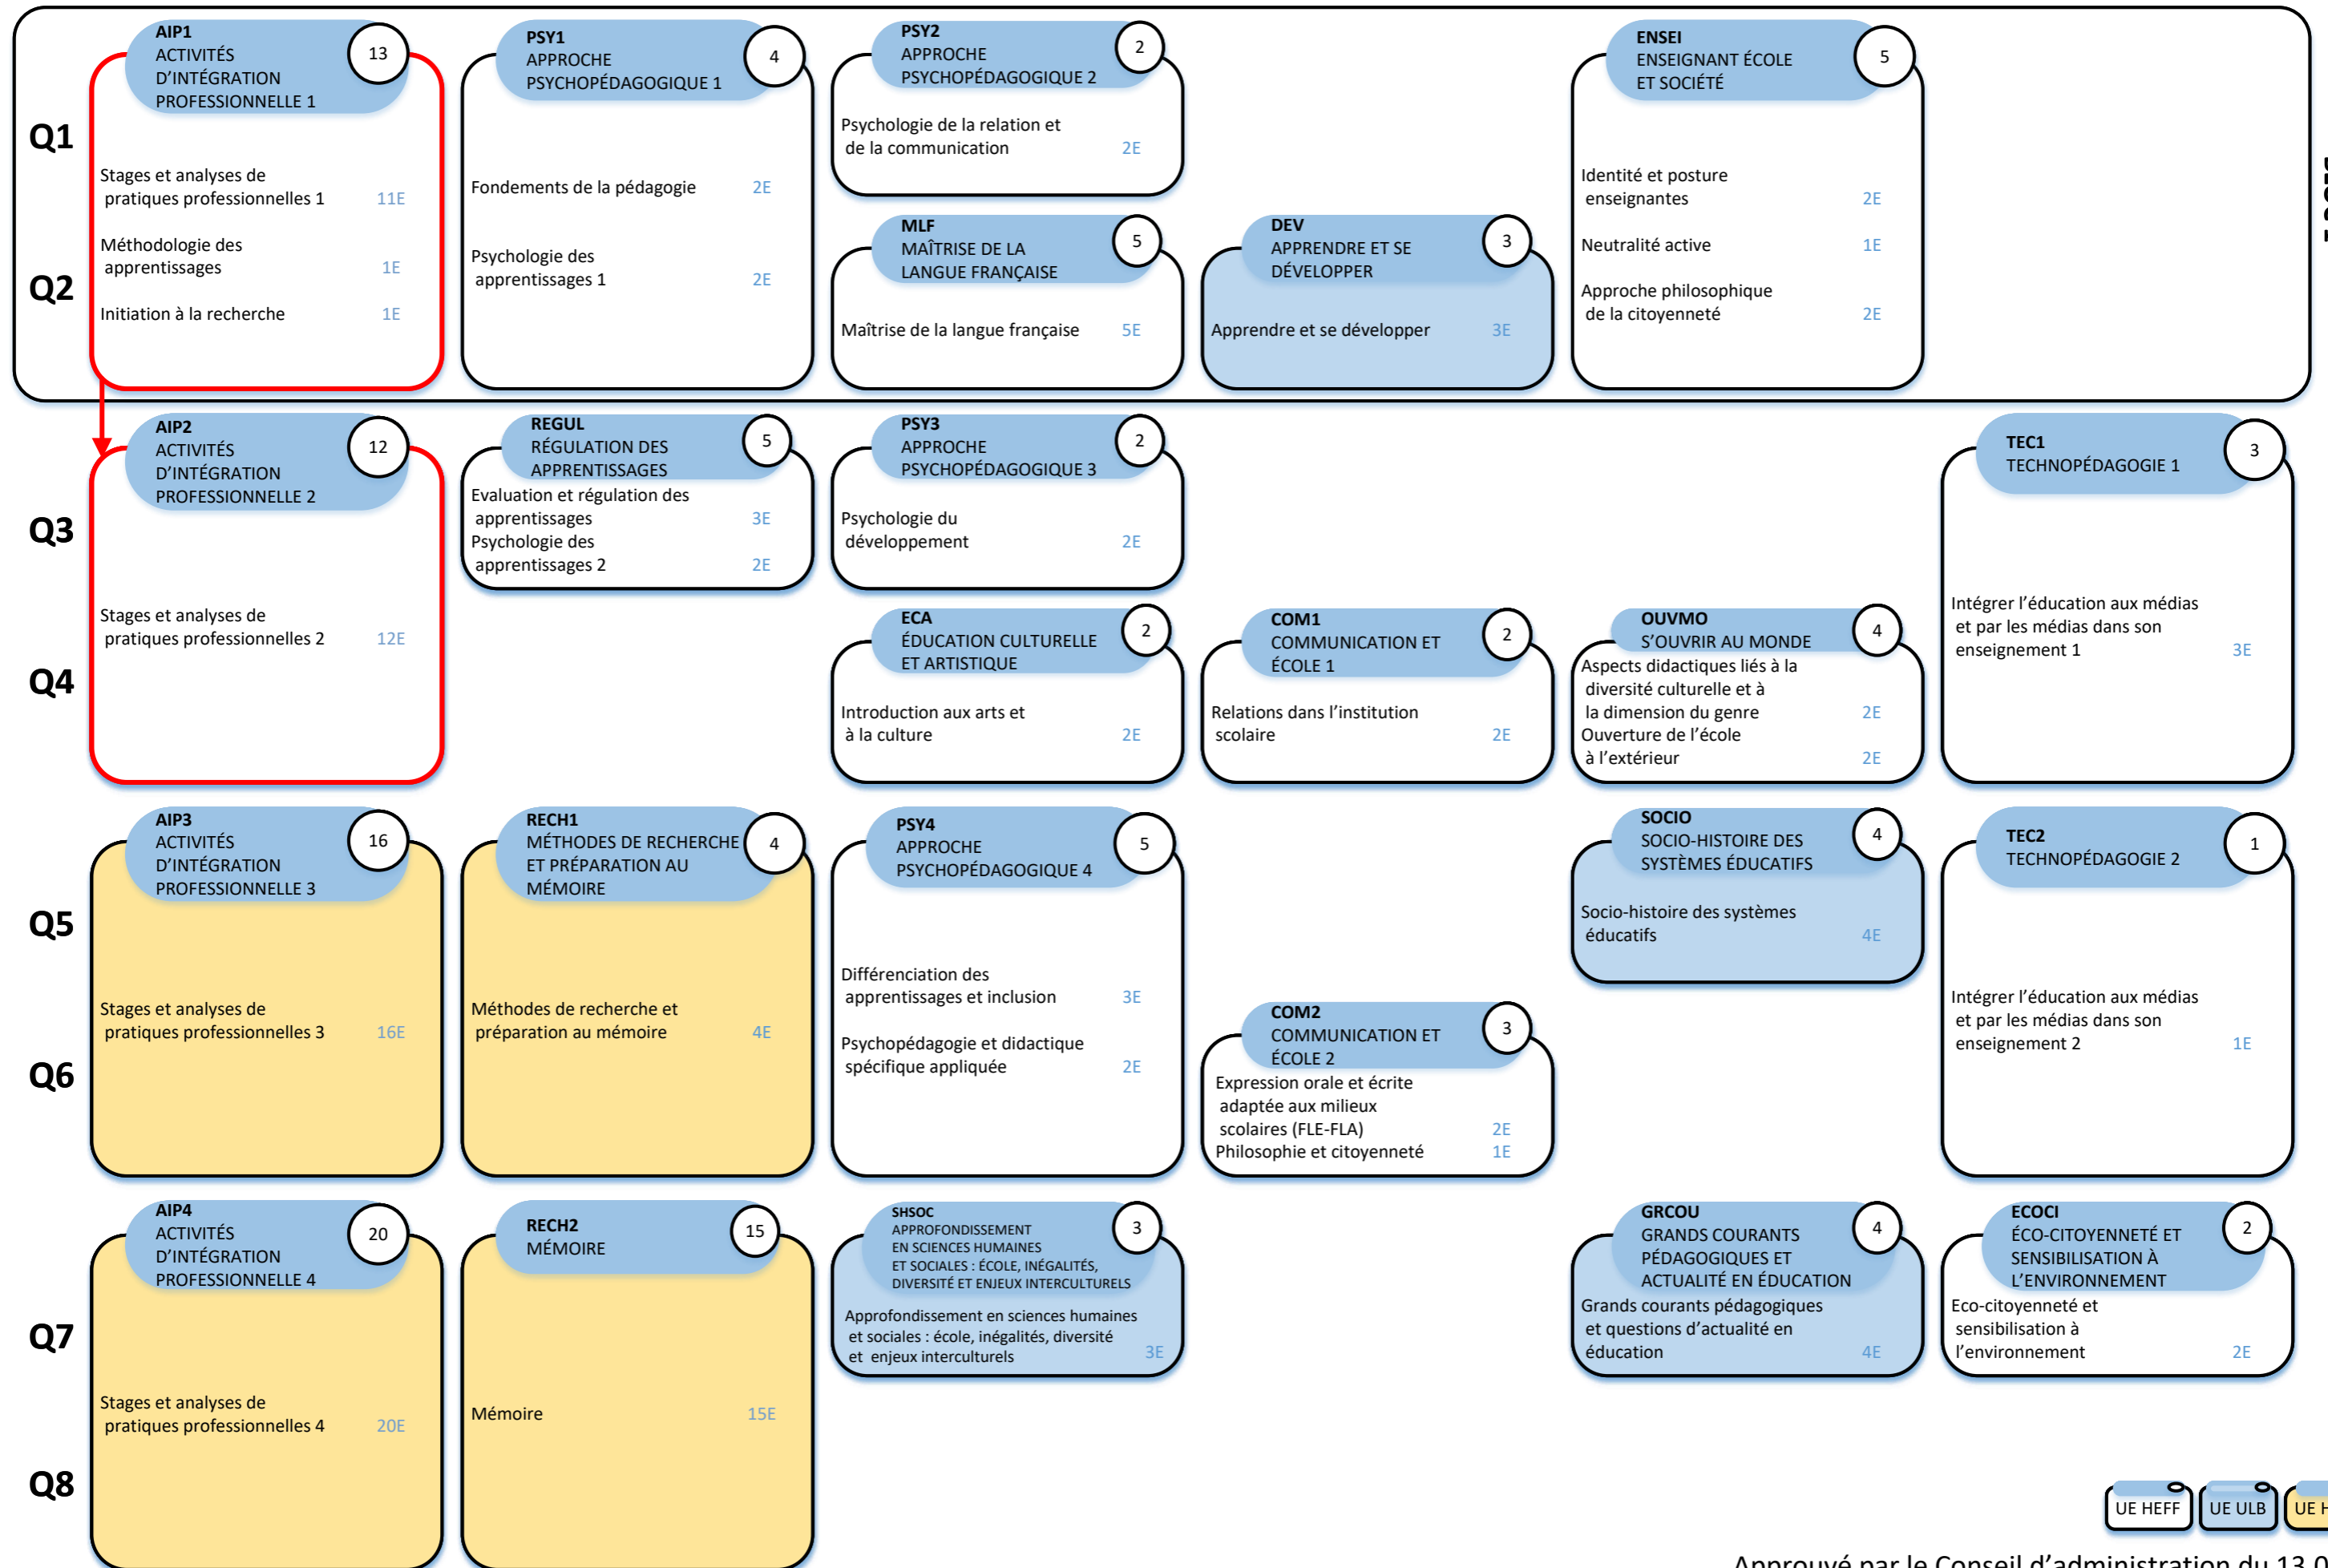 Q1
Q2
AIP1
ACTIVITÉS
D'INTÉGRATION
PROFESSIONNELLE 1
13
Stages et analyses de
pratiques professionnelles 1 11E
Méthodologie des
apprentissages 1E
Initiation à la recherche 1E
PSY1
APPROCHE
PSYCHOPÉDAGOGIQUE 1
4
Fondements de la pédagogie 2E
Psychologie des
apprentissages 1 2E
PSY2
APPROCHE
PSYCHOPÉDAGOGIQUE 2
2
Psychologie de la relation et
de la communication 2E
MLF
MAÎTRISE DE LA
LANGUE FRANÇAISE
5
Maîtrise de la langue française 5E
DEV
APPRENDRE ET SE
DÉVELOPPER
3
Apprendre et se développer 3E
ENSEI
ENSEIGNANT ÉCOLE
ET SOCIÉTÉ
5
Identité et posture
enseignantes 2E
Neutralité active 1E
Approche philosophique
de la citoyenneté 2E
Q3
Q4
AIP2
ACTIVITÉS
D'INTÉGRATION
PROFESSIONNELLE 2
12
Stages et analyses de
pratiques professionnelles 2 12E
REGUL
RÉGULATION DES
APPRENTISSAGES
5
Evaluation et régulation des
apprentissages 3E
Psychologie des
apprentissages 2 2E
PSY3
APPROCHE
PSYCHOPÉDAGOGIQUE 3
2
Psychologie du
développement 2E
ECA
ÉDUCATION CULTURELLE
ET ARTISTIQUE
2
Introduction aux arts et
à la culture 2E
COM1
COMMUNICATION ET
ÉCOLE 1
2
Relations dans l'institution
scolaire 2E
OUVMO
S'OUVRIR AU MONDE
4
Aspects didactiques liés à la
diversité culturelle et à
la dimension du genre 2E
Ouverture de l'école
à l'extérieur 2E
TEC1
TECHNOPÉDAGOGIE 1
3
Intégrer l'éducation aux médias
et par les médias dans son
enseignement 1 3E
Q5
Q6
AIP3
ACTIVITÉS
D'INTÉGRATION
PROFESSIONNELLE 3
16
Stages et analyses de
pratiques professionnelles 3 16E
RECH1
MÉTHODES DE RECHERCHE
ET PRÉPARATION AU
MÉMOIRE
4
Méthodes de recherche et
préparation au mémoire 4E
PSY4
APPROCHE
PSYCHOPÉDAGOGIQUE 4
5
Différenciation des
apprentissages et inclusion 3E
Psychopédagogie et didactique
spécifique appliquée 2E
COM2
COMMUNICATION ET
ÉCOLE 2
3
Expression orale et écrite
adaptée aux milieux
scolaires (FLE-FLA) 2E
Philosophie et citoyenneté 1E
SOCIO
SOCIO-HISTOIRE DES
SYSTÈMES ÉDUCATIFS
4
Socio-histoire des systèmes
éducatifs 4E
TEC2
TECHNOPÉDAGOGIE 2
1
Intégrer l'éducation aux médias
et par les médias dans son
enseignement 2 1E
Q7
Q8
AIP4
ACTIVITÉS
D'INTÉGRATION
PROFESSIONNELLE 4
20
Stages et analyses de
pratiques professionnelles 4 20E
RECH2
MÉMOIRE
15
Mémoire 15E
SHSOC
APPROFONDISSEMENT
EN SCIENCES HUMAINES
ET SOCIALES : ÉCOLE, INÉGALITÉS,
DIVERSITÉ ET ENJEUX INTERCULTURELS
3
Approfondissement en sciences humaines
et sociales : école, inégalités, diversité
et enjeux interculturels 3E
GRCOU
GRANDS COURANTS
PÉDAGOGIQUES ET
ACTUALITÉ EN ÉDUCATION
4
Grands courants pédagogiques
et questions d'actualité en
éducation 4E
ECOCI
ÉCO-CITOYENNETÉ ET
SENSIBILISATION À
L'ENVIRONNEMENT
2
Eco-citoyenneté et
sensibilisation à
l'environnement 2E
UE HEFF
UE ULB
UE H
Approuvé par le Conseil d'administration du 13.0